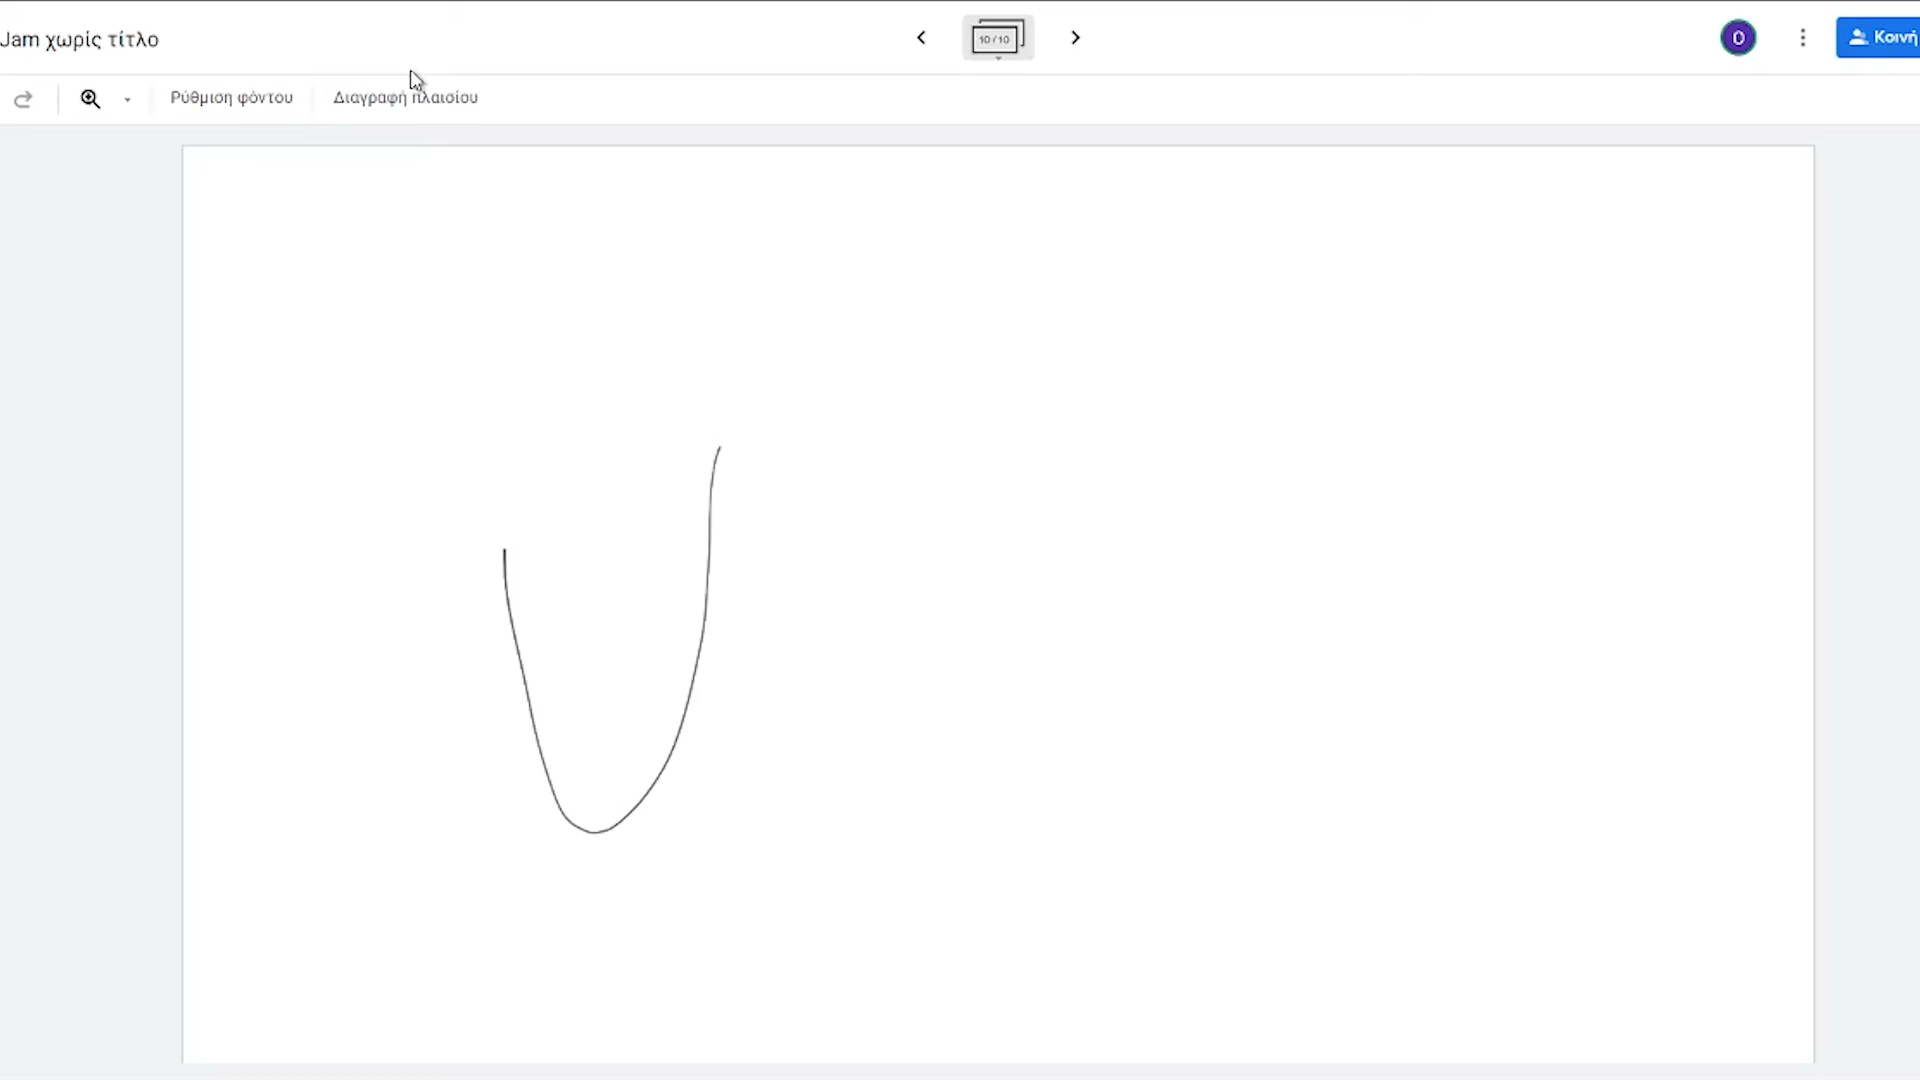 Jam χωρίς τίτλο
10 / 10
O
Κοινή
Ρύθμιση φόντου
Διαγραφή πλαισίου